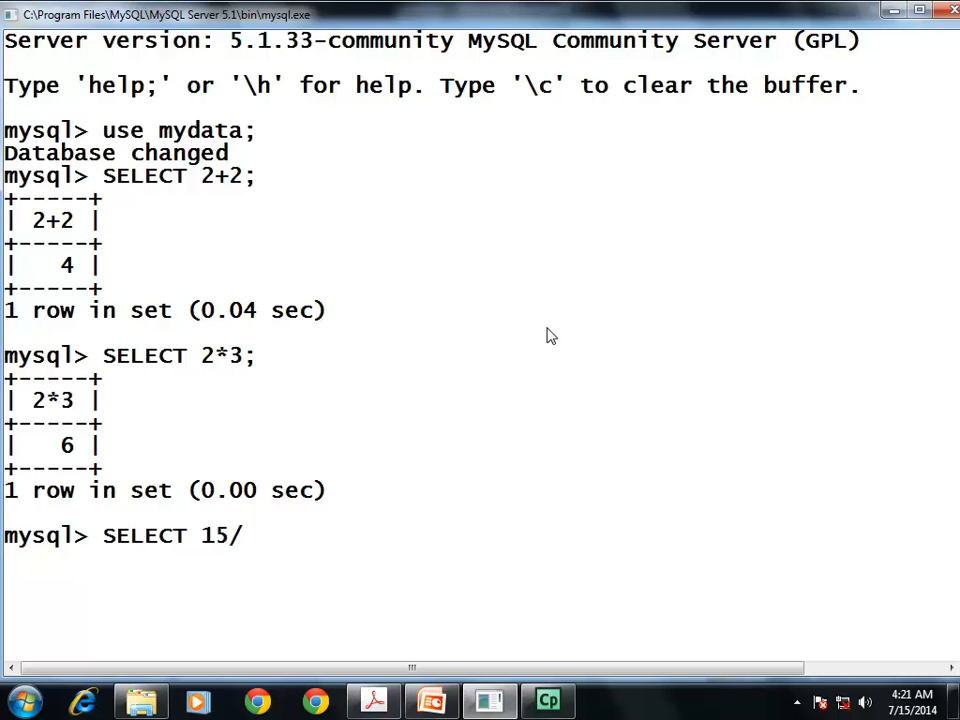 C:\Program Files\MySQL\MySQL Server 5.1\bin\mysql.exe
Server version: 5.1.33-community MySQL Community Server (GPL)
Type 'help;' or '\h' for help. Type '\c' to clear the buffer.
mysql> use mydata;
Database changed
mysql> SELECT 2+2;
+-----+
| 2+2 |
+-----+
|   4 |
+-----+
1 row in set (0.04 sec)
mysql> SELECT 2*3;
+-----+
| 2*3 |
+-----+
|   6 |
+-----+
1 row in set (0.00 sec)
mysql> SELECT 15/
Cp
4:21 AM
7/15/2014